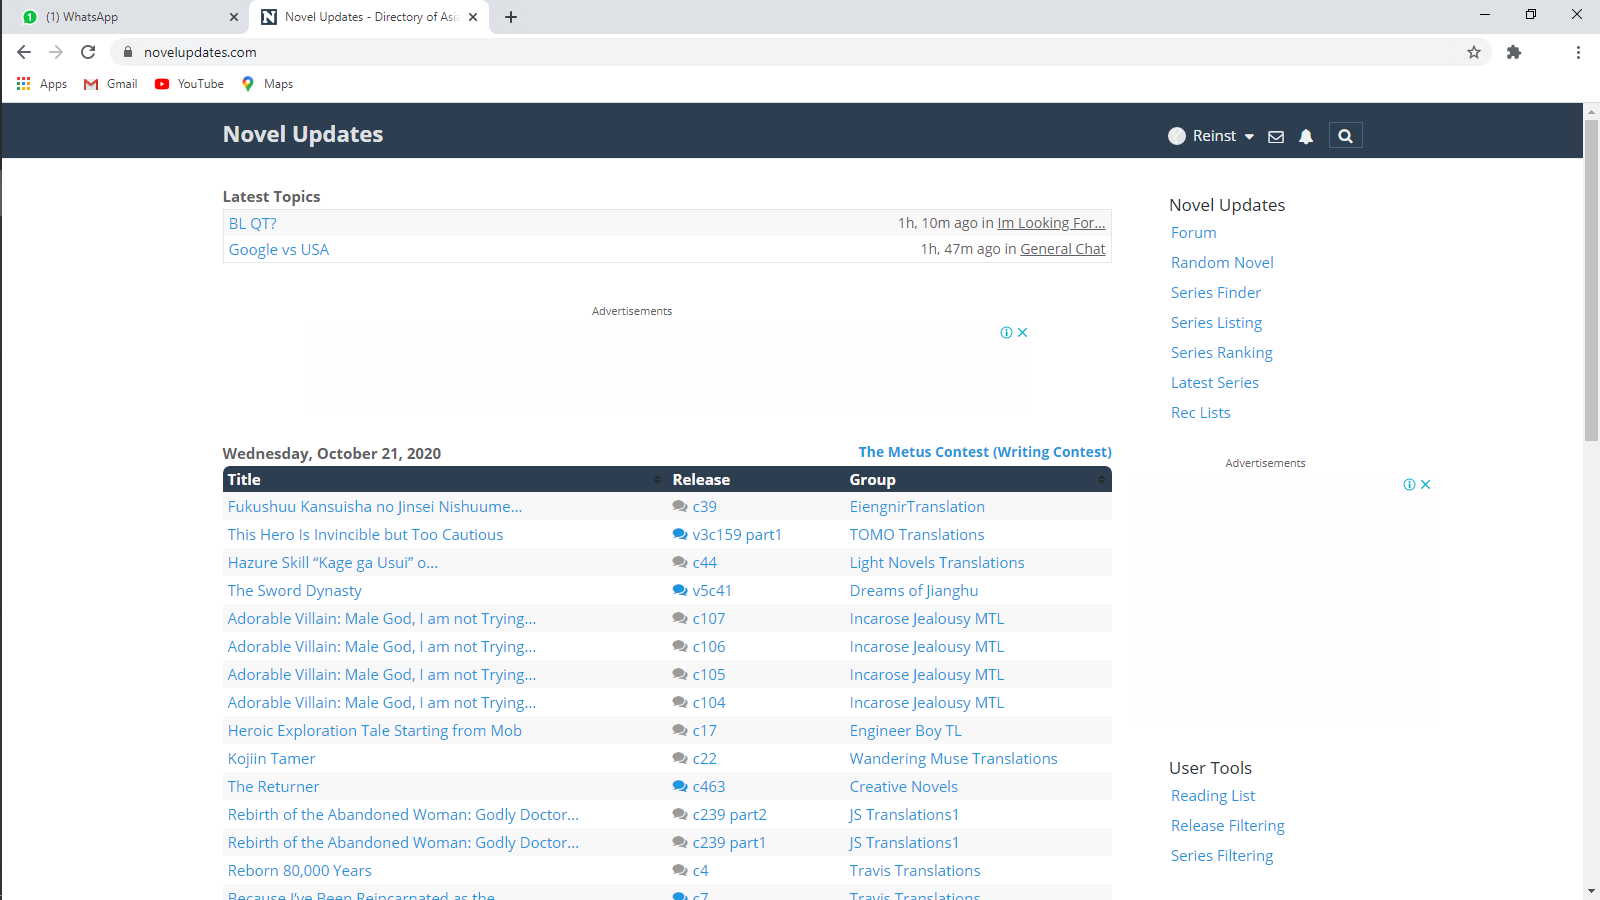 (1) WhatsApp
Novel Updates - Directory of Asi
novelupdates.com
Apps Gmail YouTube Maps
Novel Updates
Reinst
Latest Topics
BL QT? 1h, 10m ago in Im Looking For...
Google vs USA 1h, 47m ago in General Chat
Advertisements
Wednesday, October 21, 2020 The Metus Contest (Writing Contest)
Title Release Group
Fukushuu Kansuisha no Jinsei Nishuume... c39 EiengnirTranslation
This Hero Is Invincible but Too Cautious v3c159 part1 TOMO Translations
Hazure Skill “Kage ga Usui” o... c44 Light Novels Translations
The Sword Dynasty v5c41 Dreams of Jianghu
Adorable Villain: Male God, I am not Trying... c107 Incarose Jealousy MTL
Adorable Villain: Male God, I am not Trying... c106 Incarose Jealousy MTL
Adorable Villain: Male God, I am not Trying... c105 Incarose Jealousy MTL
Adorable Villain: Male God, I am not Trying... c104 Incarose Jealousy MTL
Heroic Exploration Tale Starting from Mob c17 Engineer Boy TL
Kojiin Tamer c22 Wandering Muse Translations
The Returner c463 Creative Novels
Rebirth of the Abandoned Woman: Godly Doctor... c239 part2 JS Translations1
Rebirth of the Abandoned Woman: Godly Doctor... c239 part1 JS Translations1
Reborn 80,000 Years c4 Travis Translations
Because I’ve Been Reincarnated as the c7 Travis Translations
Novel Updates
Forum
Random Novel
Series Finder
Series Listing
Series Ranking
Latest Series
Rec Lists
Advertisements
User Tools
Reading List
Release Filtering
Series Filtering